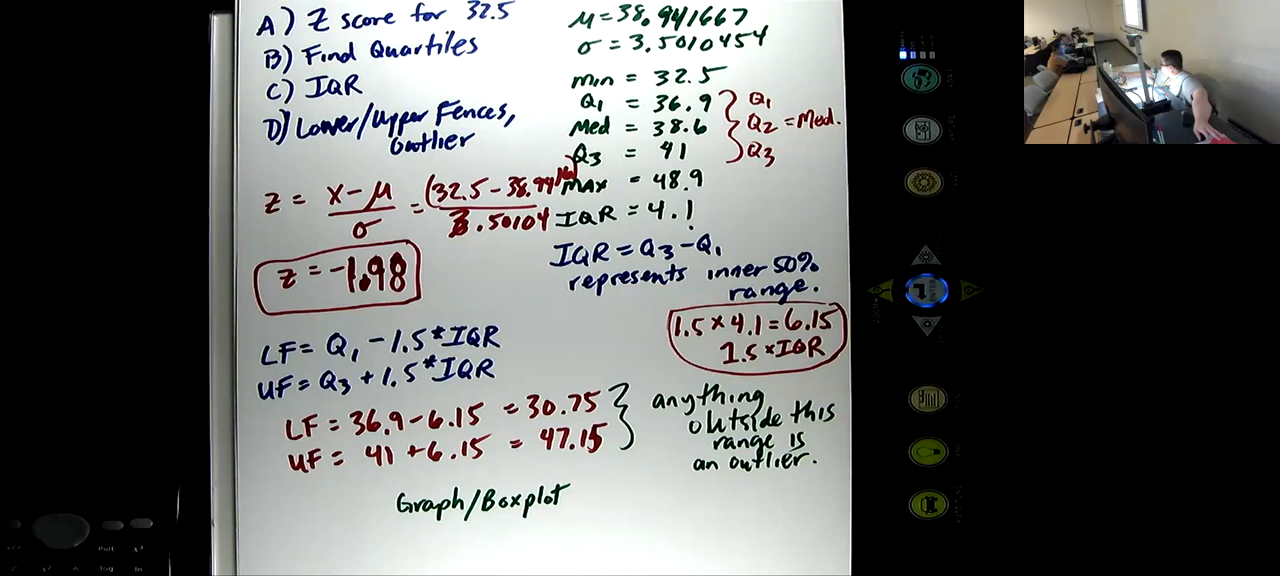 A) Z score for 32.5
B) Find Quartiles
C) IQR
D) Lower/Upper Fences,
Outlier
μ = 38.941667
σ = 3.5010454
min = 32.5
Q1 = 36.9
Med = 38.6
Q3 = 41
max = 48.9
IQR = 4.1
Q1
Q2 = Med.
Q3
z = x-μ / σ = (32.5-38.9416) / 3.50104
z = -1.98
IQR = Q3 - Q1
represents inner 50%
range.
1.5 × 4.1 = 6.15
1.5 × IQR
LF = Q1 - 1.5*IQR
UF = Q3 + 1.5*IQR
LF = 36.9 - 6.15 = 30.75
UF = 41 + 6.15 = 47.15
anything
outside this
range is
an outlier.
Graph/Boxplot